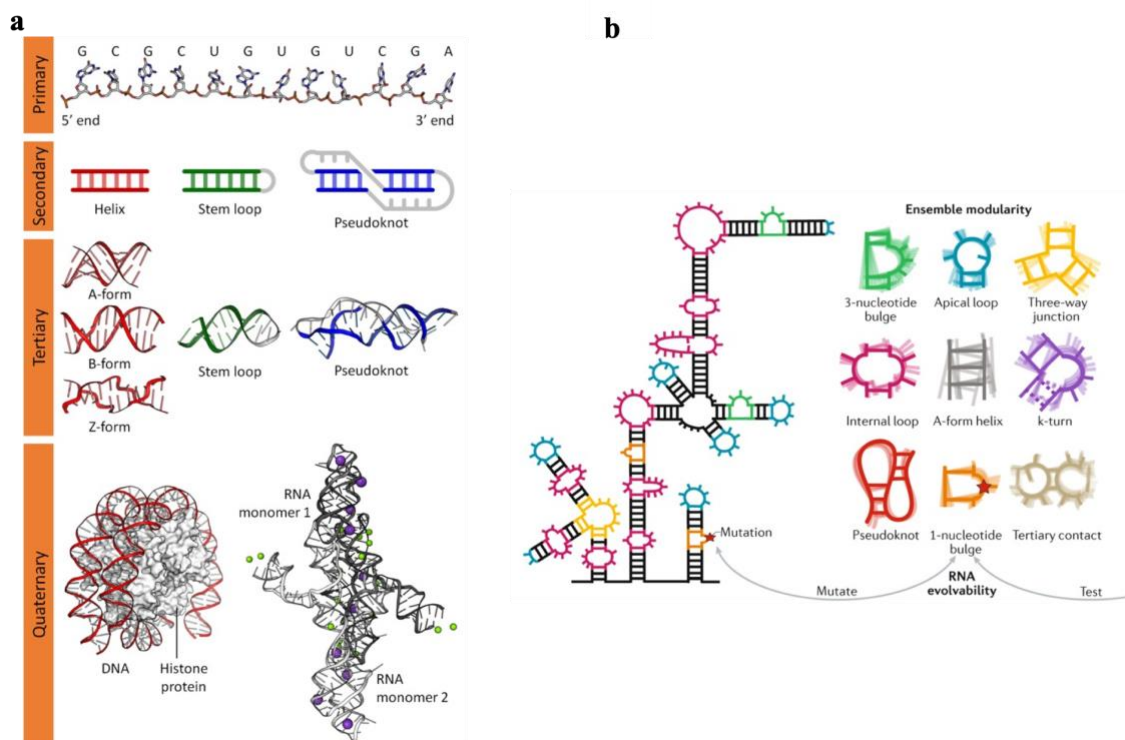 a
Primary
G C G C U G U G U C G A
5' end
3' end
Secondary
Helix
Stem loop
Pseudoknot
Tertiary
A-form
B-form
Z-form
Stem loop
Pseudoknot
Quaternary
DNA
Histone
protein
RNA
monomer 1
RNA
monomer 2
b
Ensemble modularity
3-nucleotide
bulge
Apical loop
Three-way
junction
Internal loop
A-form helix
k-turn
Pseudoknot
1-nucleotide
bulge
Tertiary contact
Mutation
Mutate
RNA
evolvability
Test